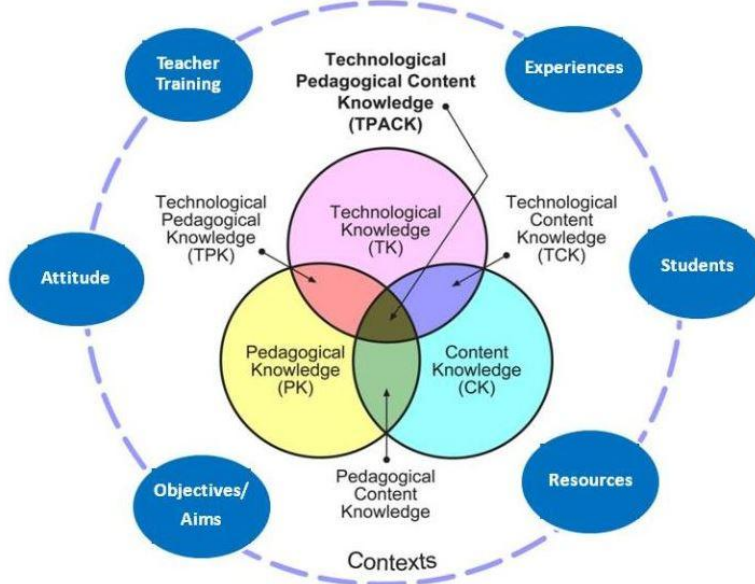 Teacher
Training
Technological
Pedagogical Content
Knowledge
(TPACK)
Experiences
Technological
Pedagogical
Knowledge
(TPK)
Technological
Knowledge
(TK)
Technological
Content
Knowledge
(TCK)
Attitude
Students
Pedagogical
Knowledge
(PK)
Content
Knowledge
(CK)
Objectives/
Aims
Pedagogical
Content
Knowledge
Resources
Contexts